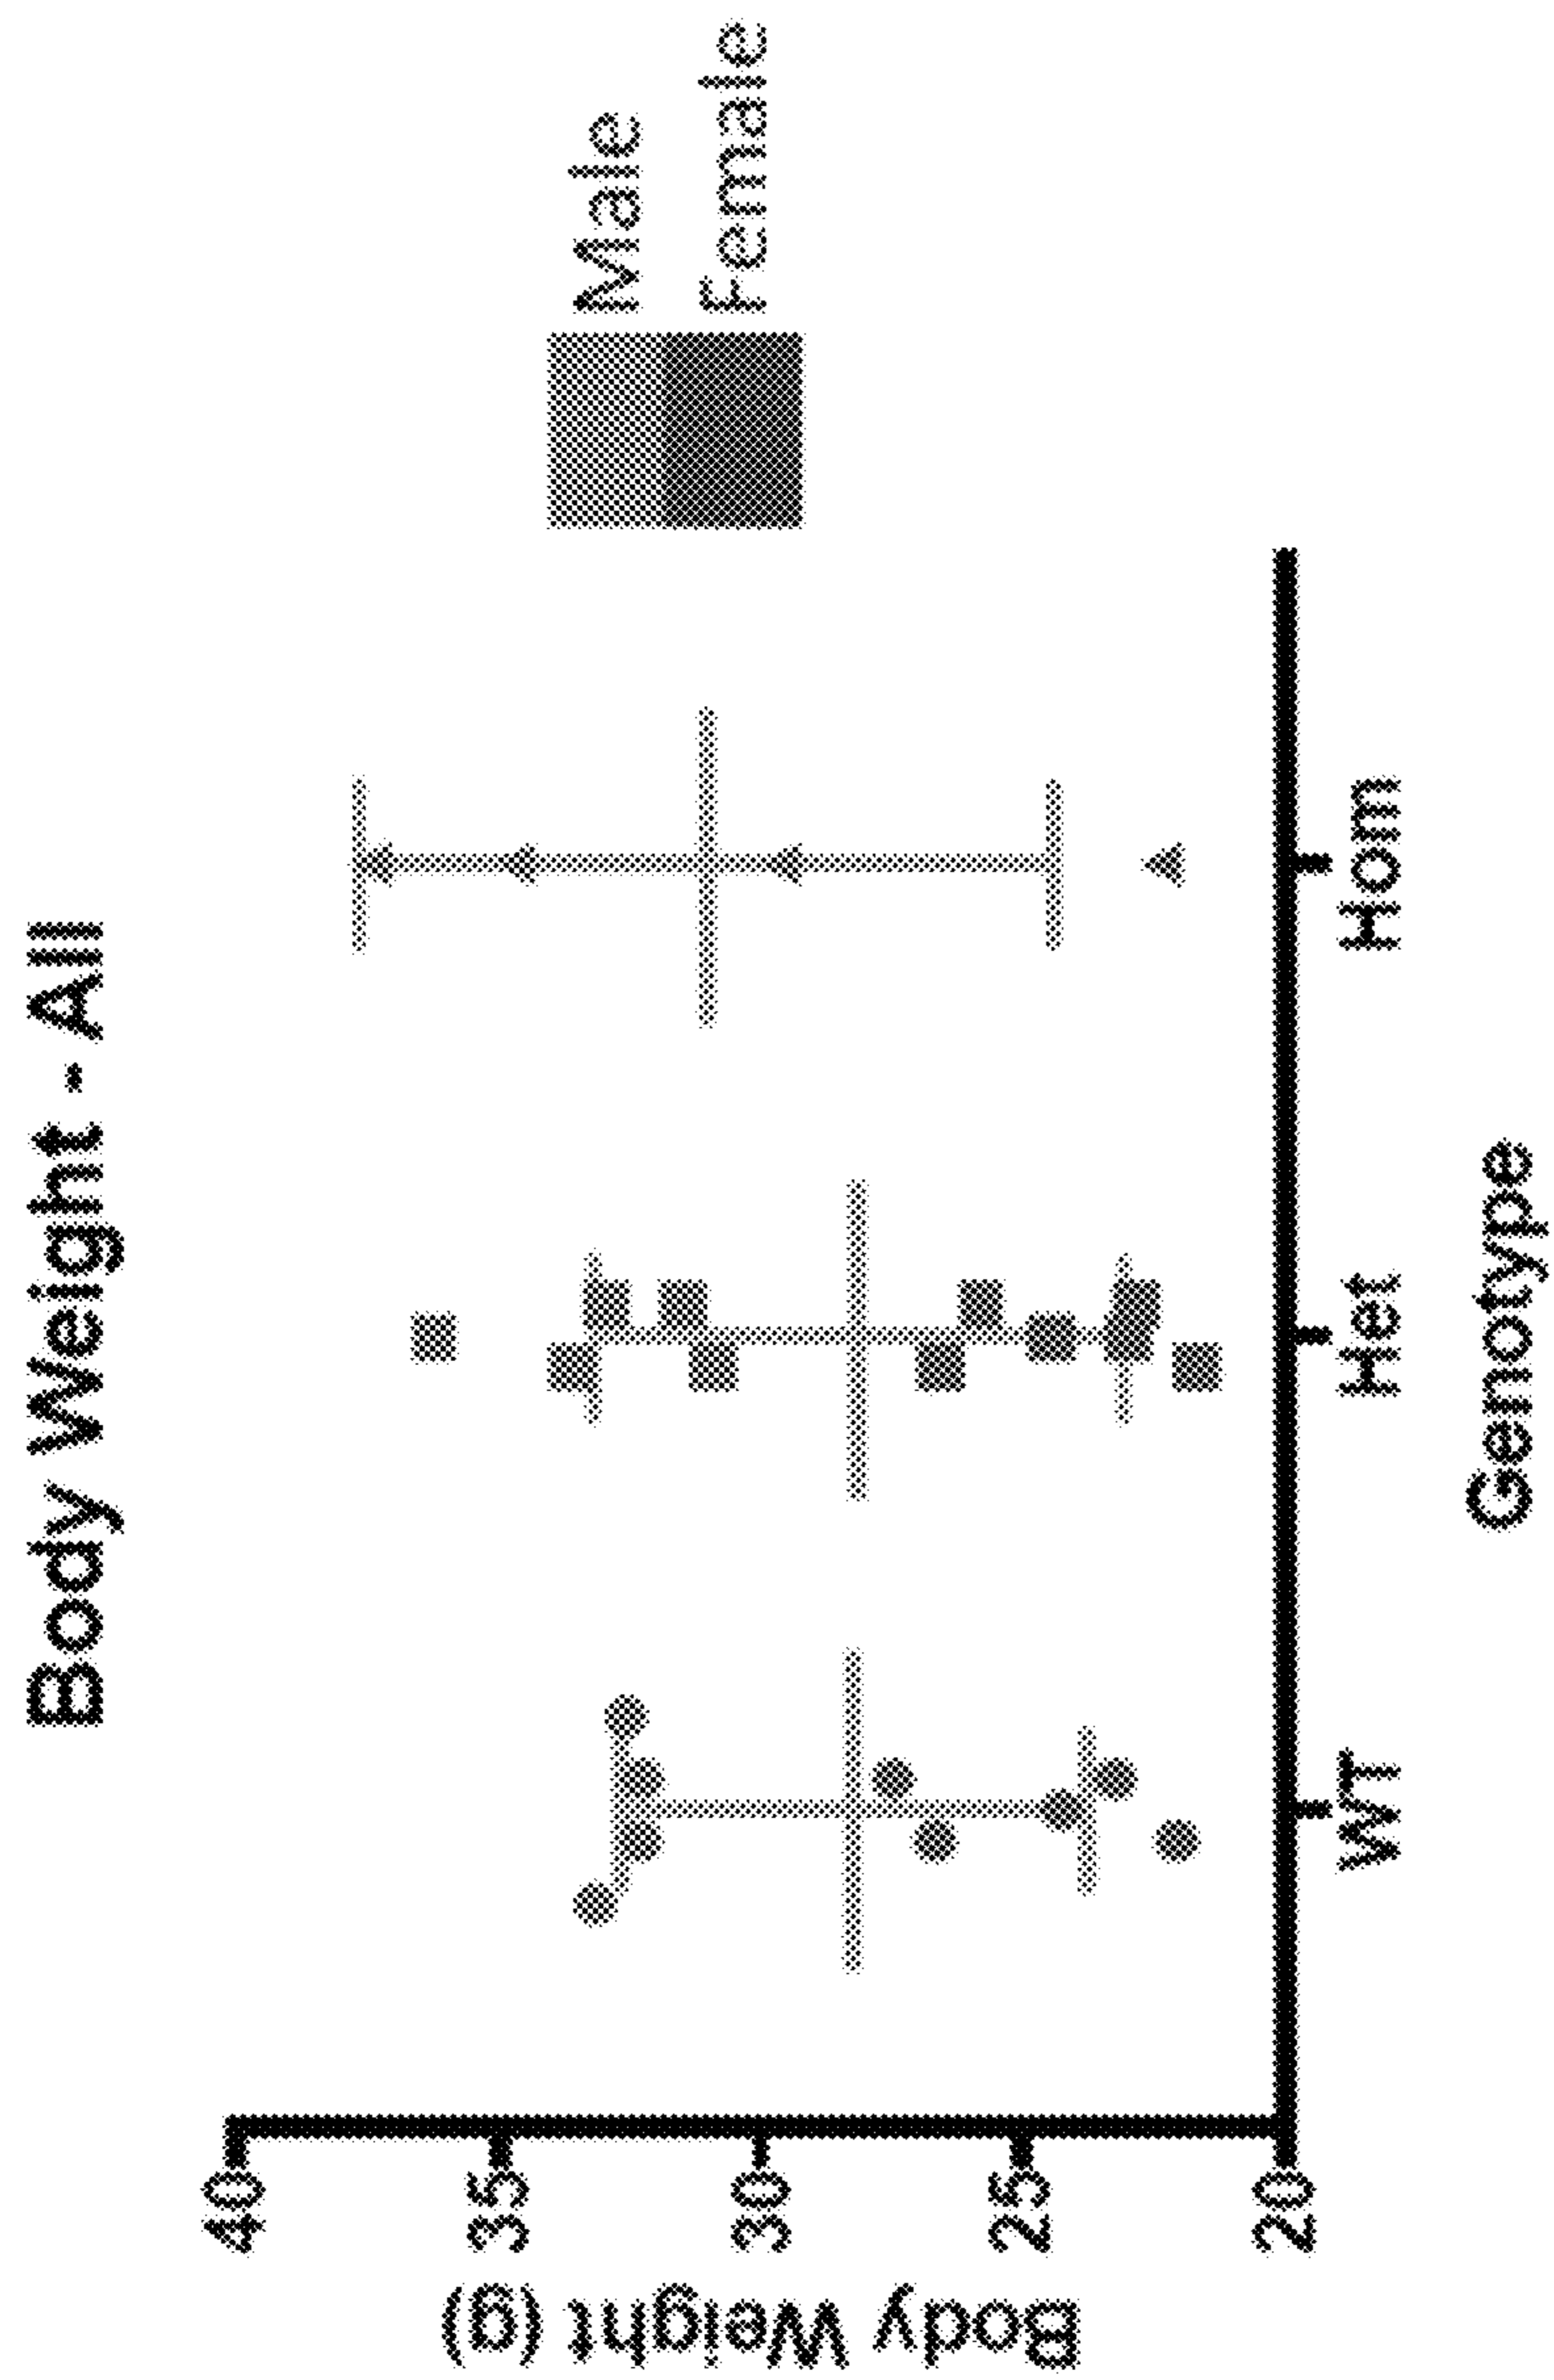 Body Weight - All
Body Weight (g)
40
35
30
25
20
WT
Het
Hom
Genotype
Male
Female